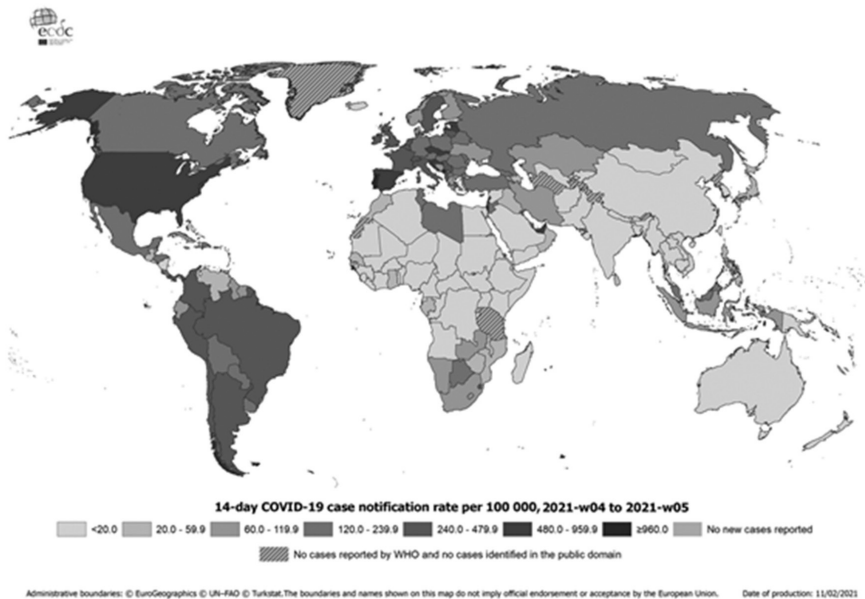 ecdc
14-day COVID-19 case notification rate per 100 000, 2021-w04 to 2021-w05
<20.0 20.0 - 59.9 60.0 - 119.9 120.0 - 239.9 240.0 - 479.9 480.0 - 959.9 ≥960.0 No new cases reported
No cases reported by WHO and no cases identified in the public domain
Administrative boundaries: © EuroGeographics © UN–FAO © Turkstat.The boundaries and names shown on this map do not imply official endorsement or acceptance by the European Union. Date of production: 11/02/2021